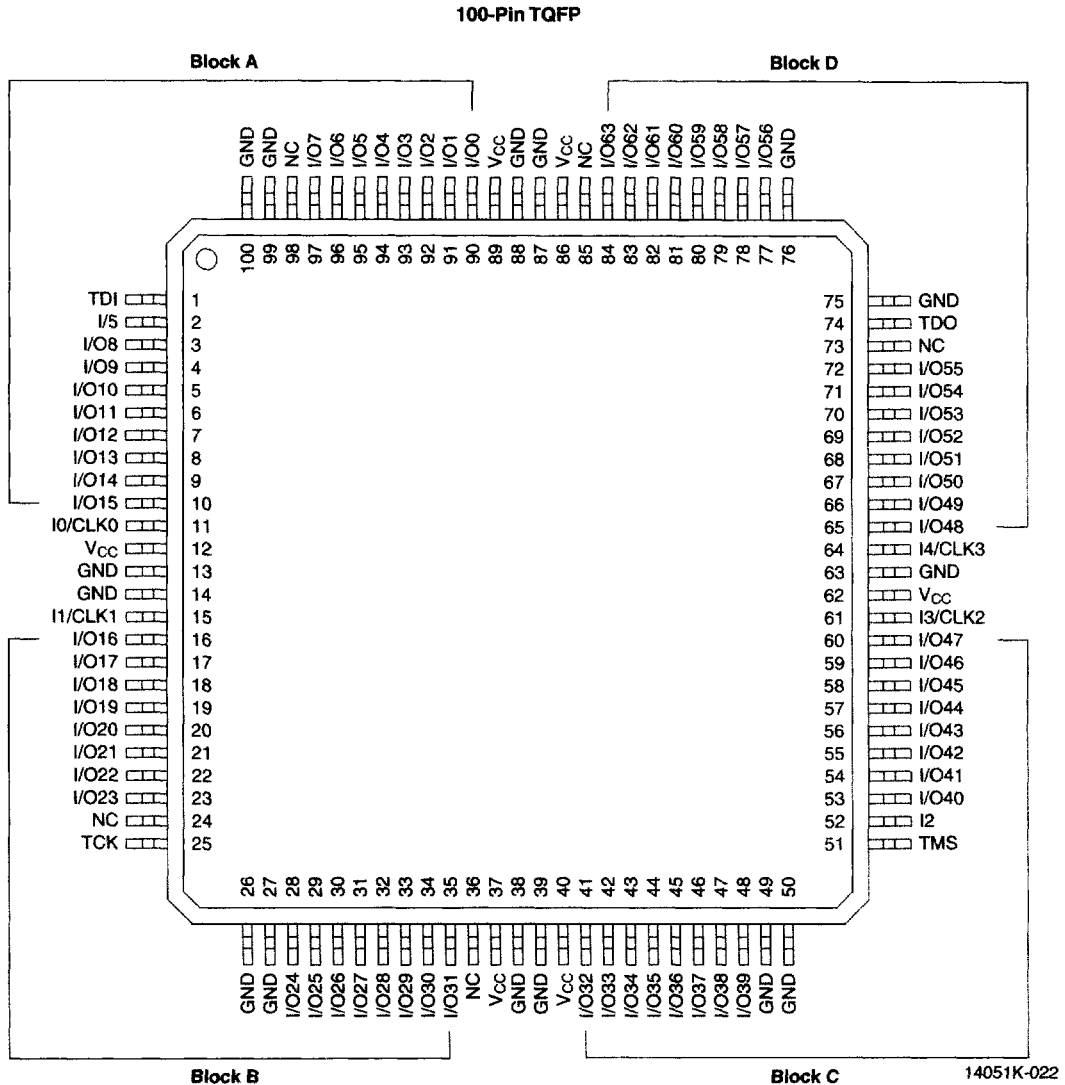 100-Pin TQFP
Block A
Block D
GND GND NC I/O7 I/O6 I/O5 I/O4 I/O3 I/O2 I/O1 I/O0 VCC GND GND VCC NC I/O63 I/O62 I/O61 I/O60 I/O59 I/O58 I/O57 I/O56 GND
100 99 98 97 96 95 94 93 92 91 90 89 88 87 86 85 84 83 82 81 80 79 78 77 76
TDI 1 75 GND
I/5 2 74 TDO
I/O8 3 73 NC
I/O9 4 72 I/O55
I/O10 5 71 I/O54
I/O11 6 70 I/O53
I/O12 7 69 I/O52
I/O13 8 68 I/O51
I/O14 9 67 I/O50
I/O15 10 66 I/O49
I0/CLK0 11 65 I/O48
VCC 12 64 I4/CLK3
GND 13 63 GND
GND 14 62 VCC
I1/CLK1 15 61 I3/CLK2
I/O16 16 60 I/O47
I/O17 17 59 I/O46
I/O18 18 58 I/O45
I/O19 19 57 I/O44
I/O20 20 56 I/O43
I/O21 21 55 I/O42
I/O22 22 54 I/O41
I/O23 23 53 I/O40
NC 24 52 I2
TCK 25 51 TMS
26 27 28 29 30 31 32 33 34 35 36 37 38 39 40 41 42 43 44 45 46 47 48 49 50
GND GND I/O24 I/O25 I/O26 I/O27 I/O28 I/O29 I/O30 I/O31 NC VCC GND GND VCC I/O32 I/O33 I/O34 I/O35 I/O36 I/O37 I/O38 I/O39 GND GND
Block B
Block C
14051K-022